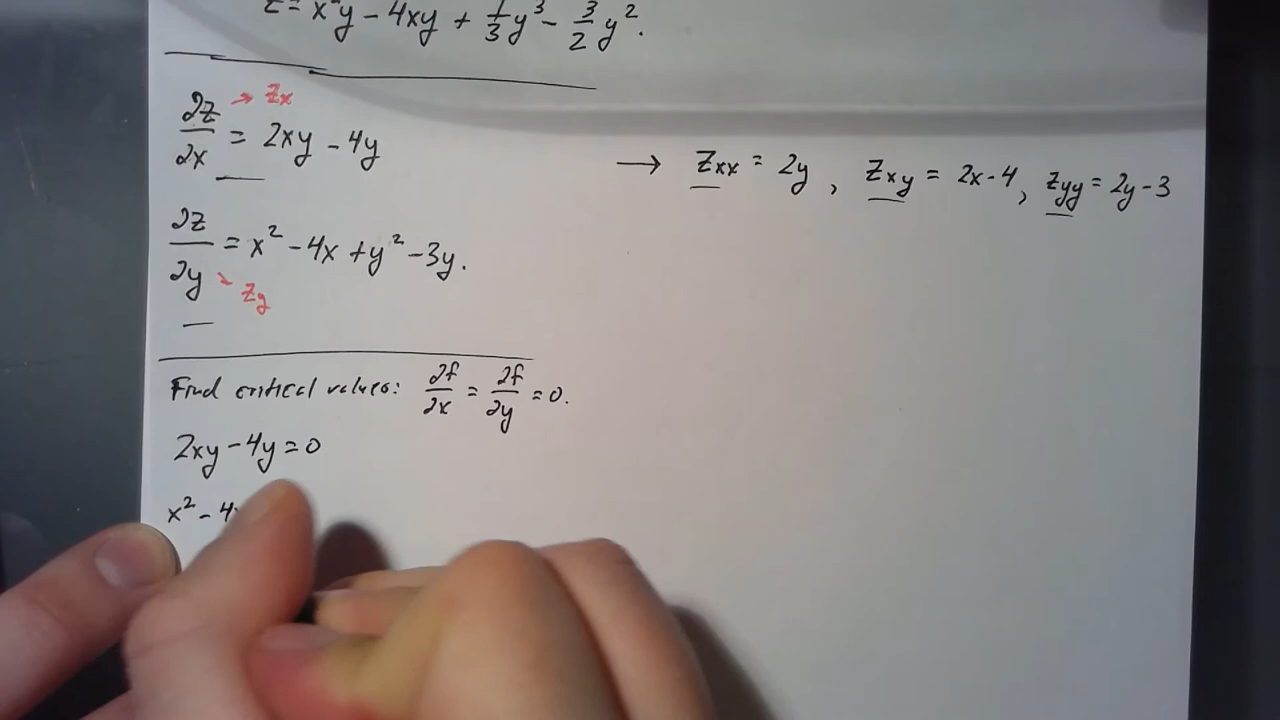 z = x²y - 4xy + 1/3 y³ - 3/2 y².
∂z/∂x = 2xy - 4y
→ zx
→ zxx = 2y, zxy = 2x-4, zyy = 2y-3
∂z/∂y = x² - 4x + y² - 3y.
→ zy
Find critical values: ∂f/∂x = ∂f/∂y = 0.
2xy - 4y = 0
x² - 4